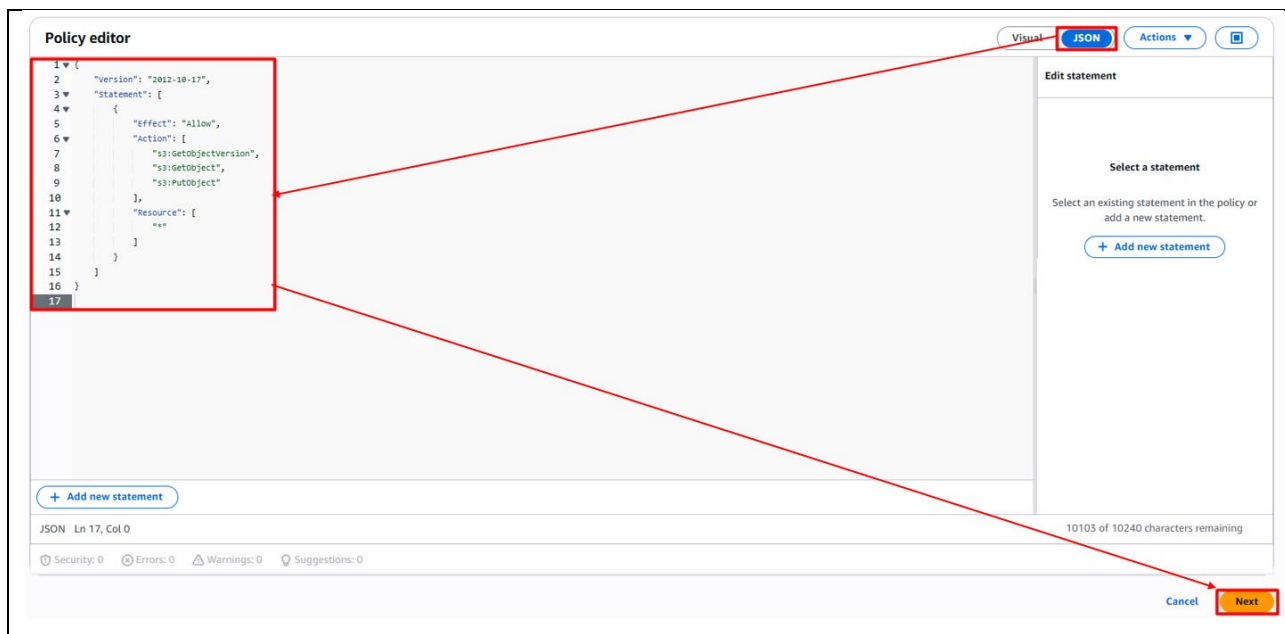 Policy editor
Visual JSON Actions ▼
1 ▼ {
2 "Version": "2012-10-17",
3 ▼ "Statement": [
4 ▼ {
5 "Effect": "Allow",
6 ▼ "Action": [
7 "s3:GetObjectVersion",
8 "s3:GetObject",
9 "s3:PutObject"
10 ],
11 ▼ "Resource": [
12 "*"
13 ]
14 }
15 ]
16 }
17
Edit statement
Select a statement
Select an existing statement in the policy or
add a new statement.
+ Add new statement
+ Add new statement
JSON Ln 17, Col 0
10103 of 10240 characters remaining
Security: 0 Errors: 0 Warnings: 0 Suggestions: 0
Cancel Next